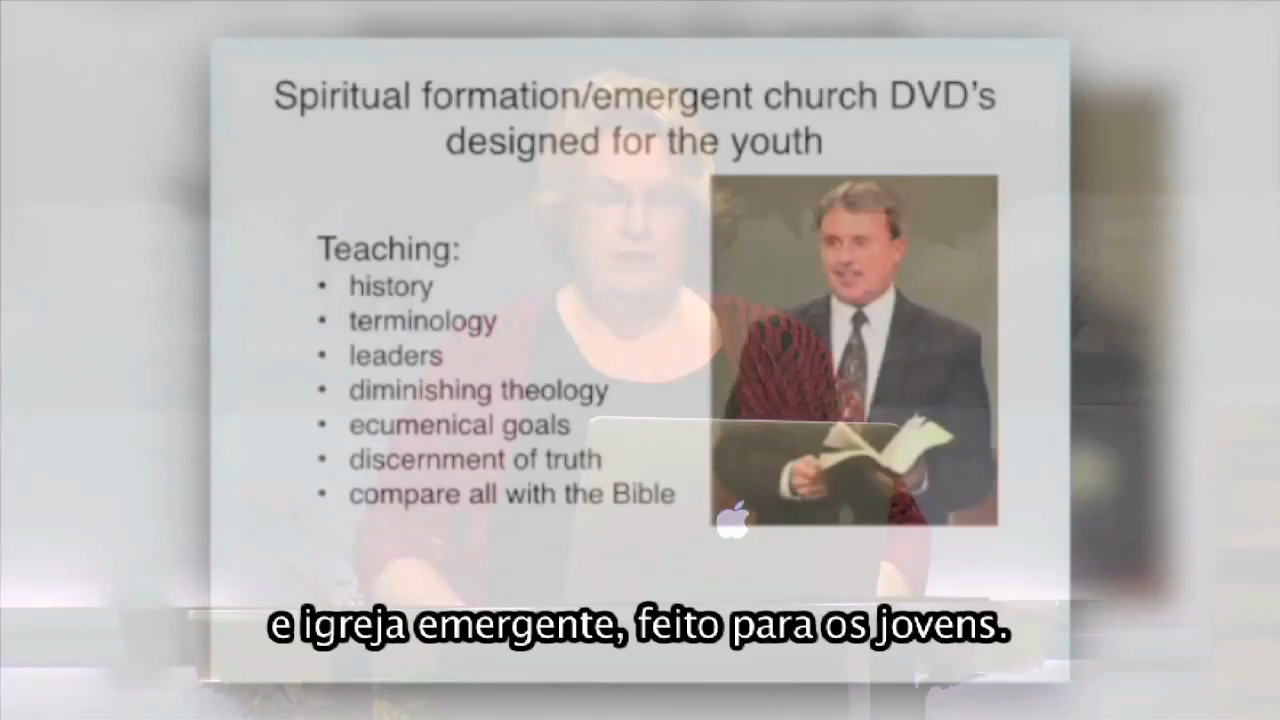 Spiritual formation/emergent church DVD's
designed for the youth
Teaching:
• history
• terminology
• leaders
• diminishing theology
• ecumenical goals
• discernment of truth
• compare all with the Bible
e igreja emergente, feito para os jovens.